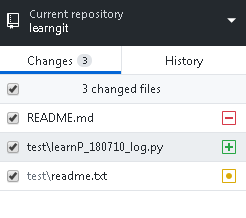 Current repository
learngit
Changes 3
History
3 changed files
README.md
test\learnP_180710_log.py
test\readme.txt